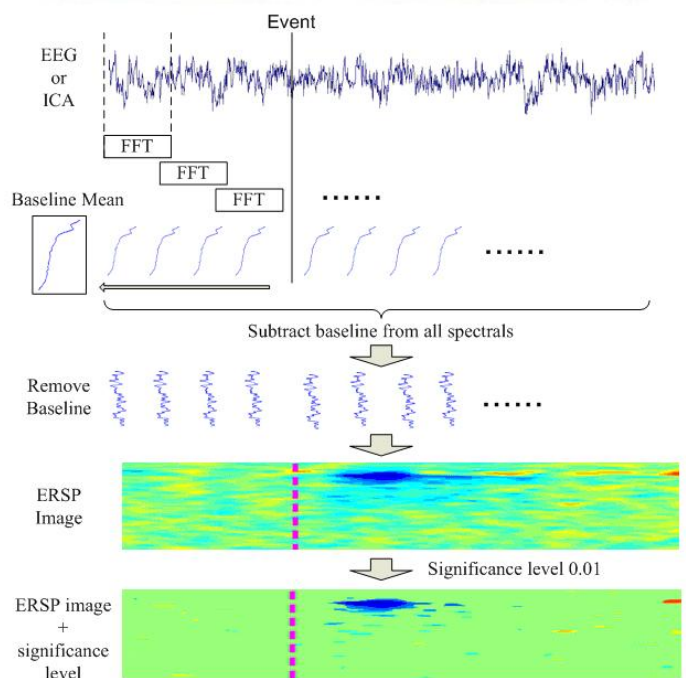 Event
EEG
or
ICA
FFT
FFT
FFT
......
Baseline Mean
......
Subtract baseline from all spectrals
Remove
Baseline
......
ERSP
Image
Significance level 0.01
ERSP image
+
significance
level